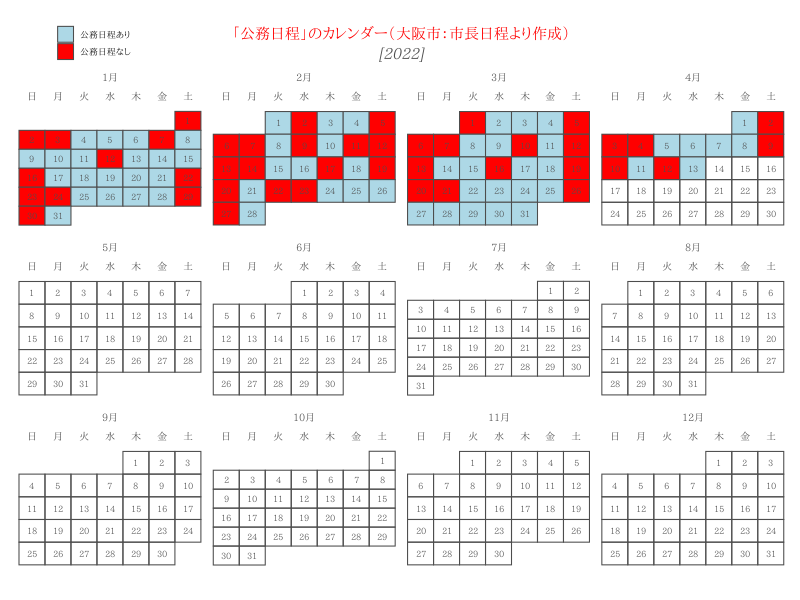 公務日程あり
公務日程なし
「公務日程」のカレンダー(大阪市:市長日程より作成)
[2022]
1月
日 月 火 水 木 金 土
1
2 3 4 5 6 7 8
9 10 11 12 13 14 15
16 17 18 19 20 21 22
23 24 25 26 27 28 29
30 31
2月
日 月 火 水 木 金 土
1 2 3 4 5
6 7 8 9 10 11 12
13 14 15 16 17 18 19
20 21 22 23 24 25 26
27 28
3月
日 月 火 水 木 金 土
1 2 3 4 5
6 7 8 9 10 11 12
13 14 15 16 17 18 19
20 21 22 23 24 25 26
27 28 29 30 31
4月
日 月 火 水 木 金 土
1 2
3 4 5 6 7 8 9
10 11 12 13 14 15 16
17 18 19 20 21 22 23
24 25 26 27 28 29 30
5月
日 月 火 水 木 金 土
1 2 3 4 5 6 7
8 9 10 11 12 13 14
15 16 17 18 19 20 21
22 23 24 25 26 27 28
29 30 31
6月
日 月 火 水 木 金 土
1 2 3 4
5 6 7 8 9 10 11
12 13 14 15 16 17 18
19 20 21 22 23 24 25
26 27 28 29 30
7月
日 月 火 水 木 金 土
1 2
3 4 5 6 7 8 9
10 11 12 13 14 15 16
17 18 19 20 21 22 23
24 25 26 27 28 29 30
31
8月
日 月 火 水 木 金 土
1 2 3 4 5 6
7 8 9 10 11 12 13
14 15 16 17 18 19 20
21 22 23 24 25 26 27
28 29 30 31
9月
日 月 火 水 木 金 土
1 2 3
4 5 6 7 8 9 10
11 12 13 14 15 16 17
18 19 20 21 22 23 24
25 26 27 28 29 30
10月
日 月 火 水 木 金 土
1
2 3 4 5 6 7 8
9 10 11 12 13 14 15
16 17 18 19 20 21 22
23 24 25 26 27 28 29
30 31
11月
日 月 火 水 木 金 土
1 2 3 4 5
6 7 8 9 10 11 12
13 14 15 16 17 18 19
20 21 22 23 24 25 26
27 28 29 30
12月
日 月 火 水 木 金 土
1 2 3
4 5 6 7 8 9 10
11 12 13 14 15 16 17
18 19 20 21 22 23 24
25 26 27 28 29 30 31